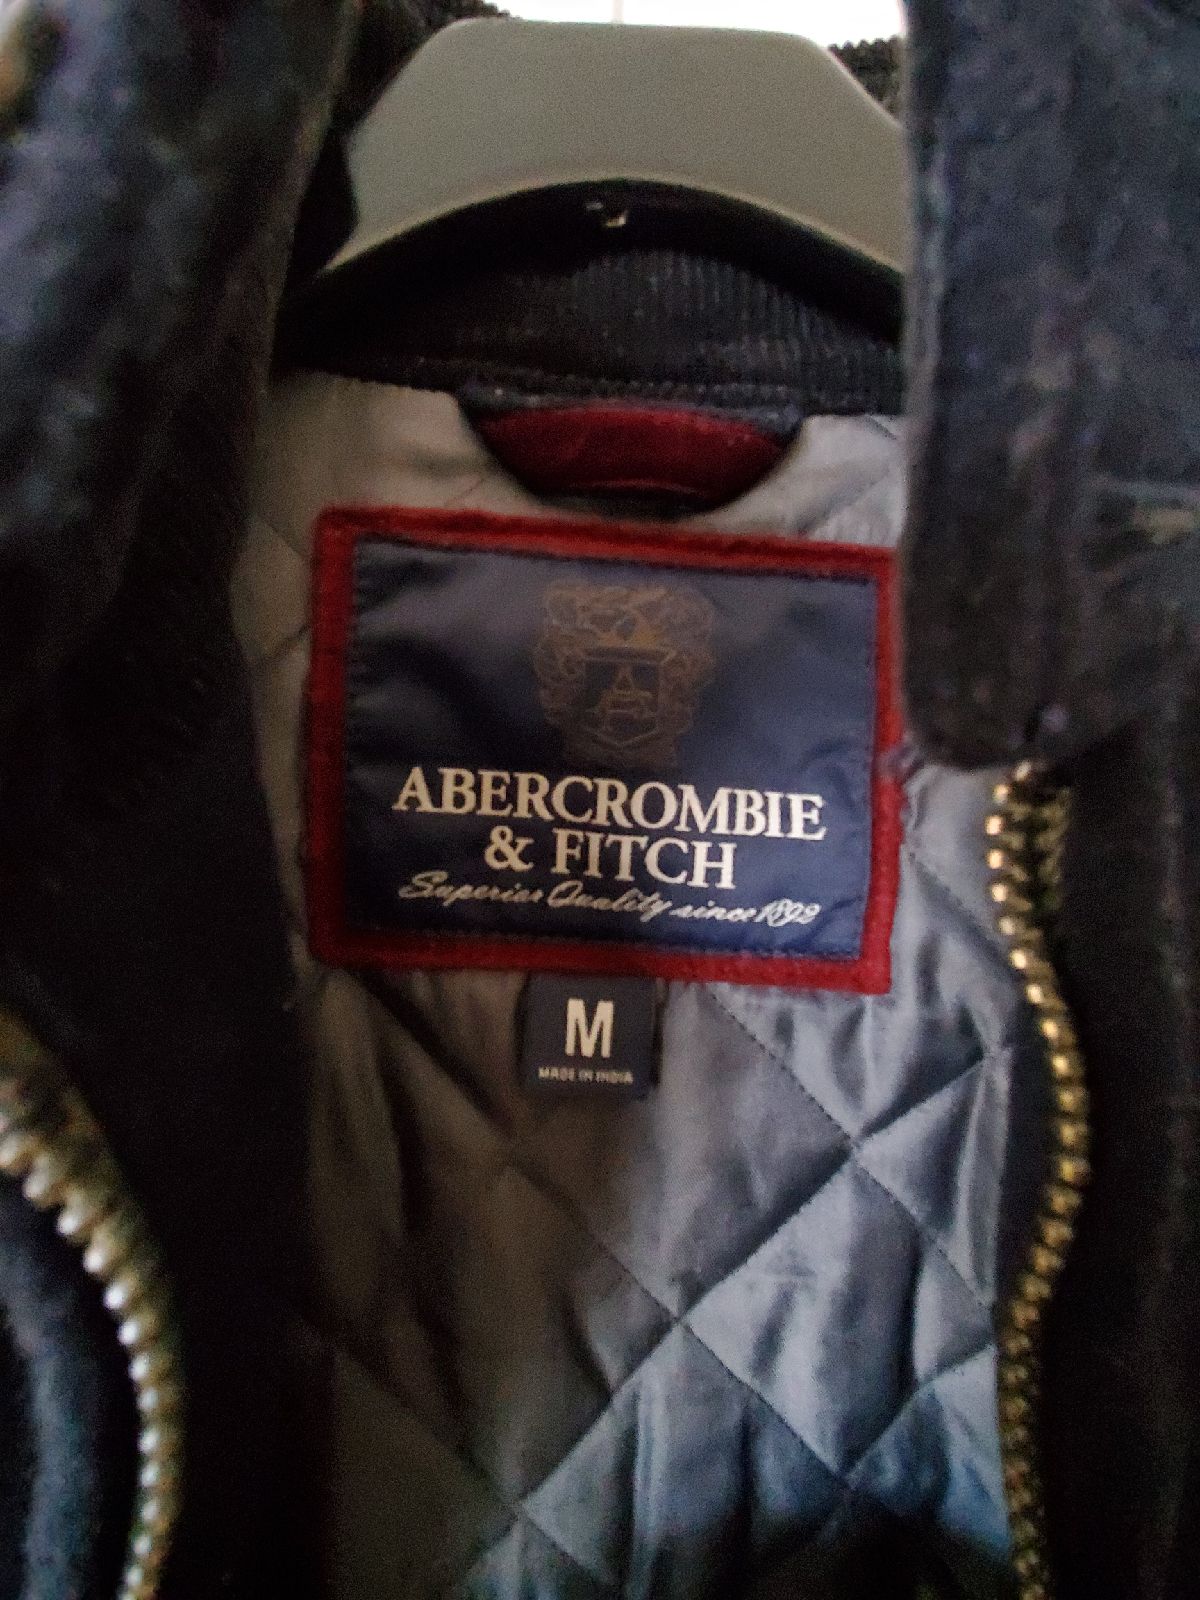 ABERCROMBIE
& FITCH
Superior Quality since 1892
M
MADE IN INDIA